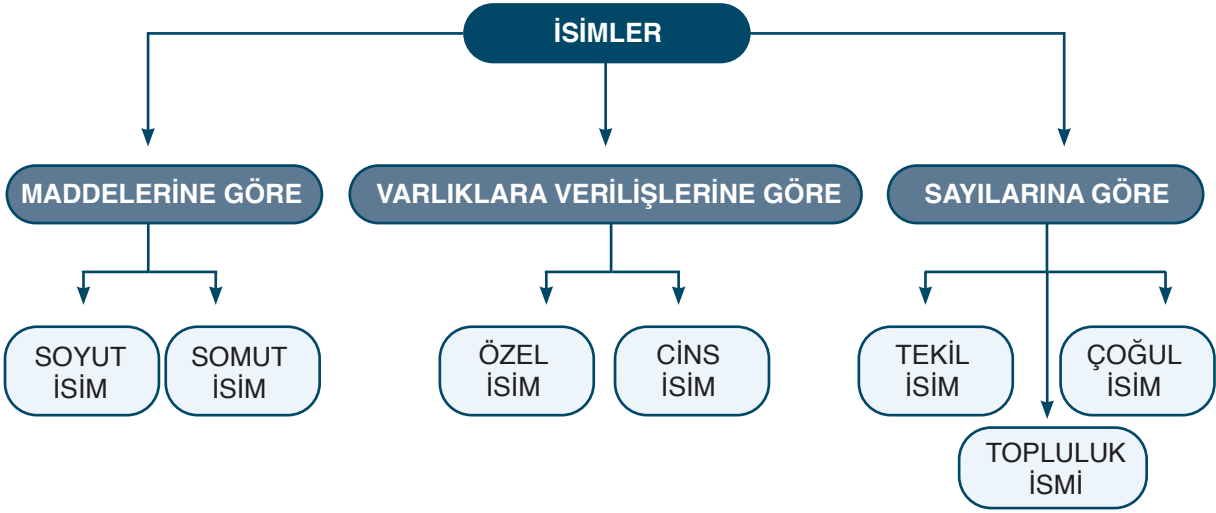 İSİMLER
MADDELERİNE GÖRE
VARLIKLARA VERİLİŞLERİNE GÖRE
SAYILARINA GÖRE
SOYUT
İSİM
SOMUT
İSİM
ÖZEL
İSİM
CİNS
İSİM
TEKİL
İSİM
ÇOĞUL
İSİM
TOPLULUK
İSMİ